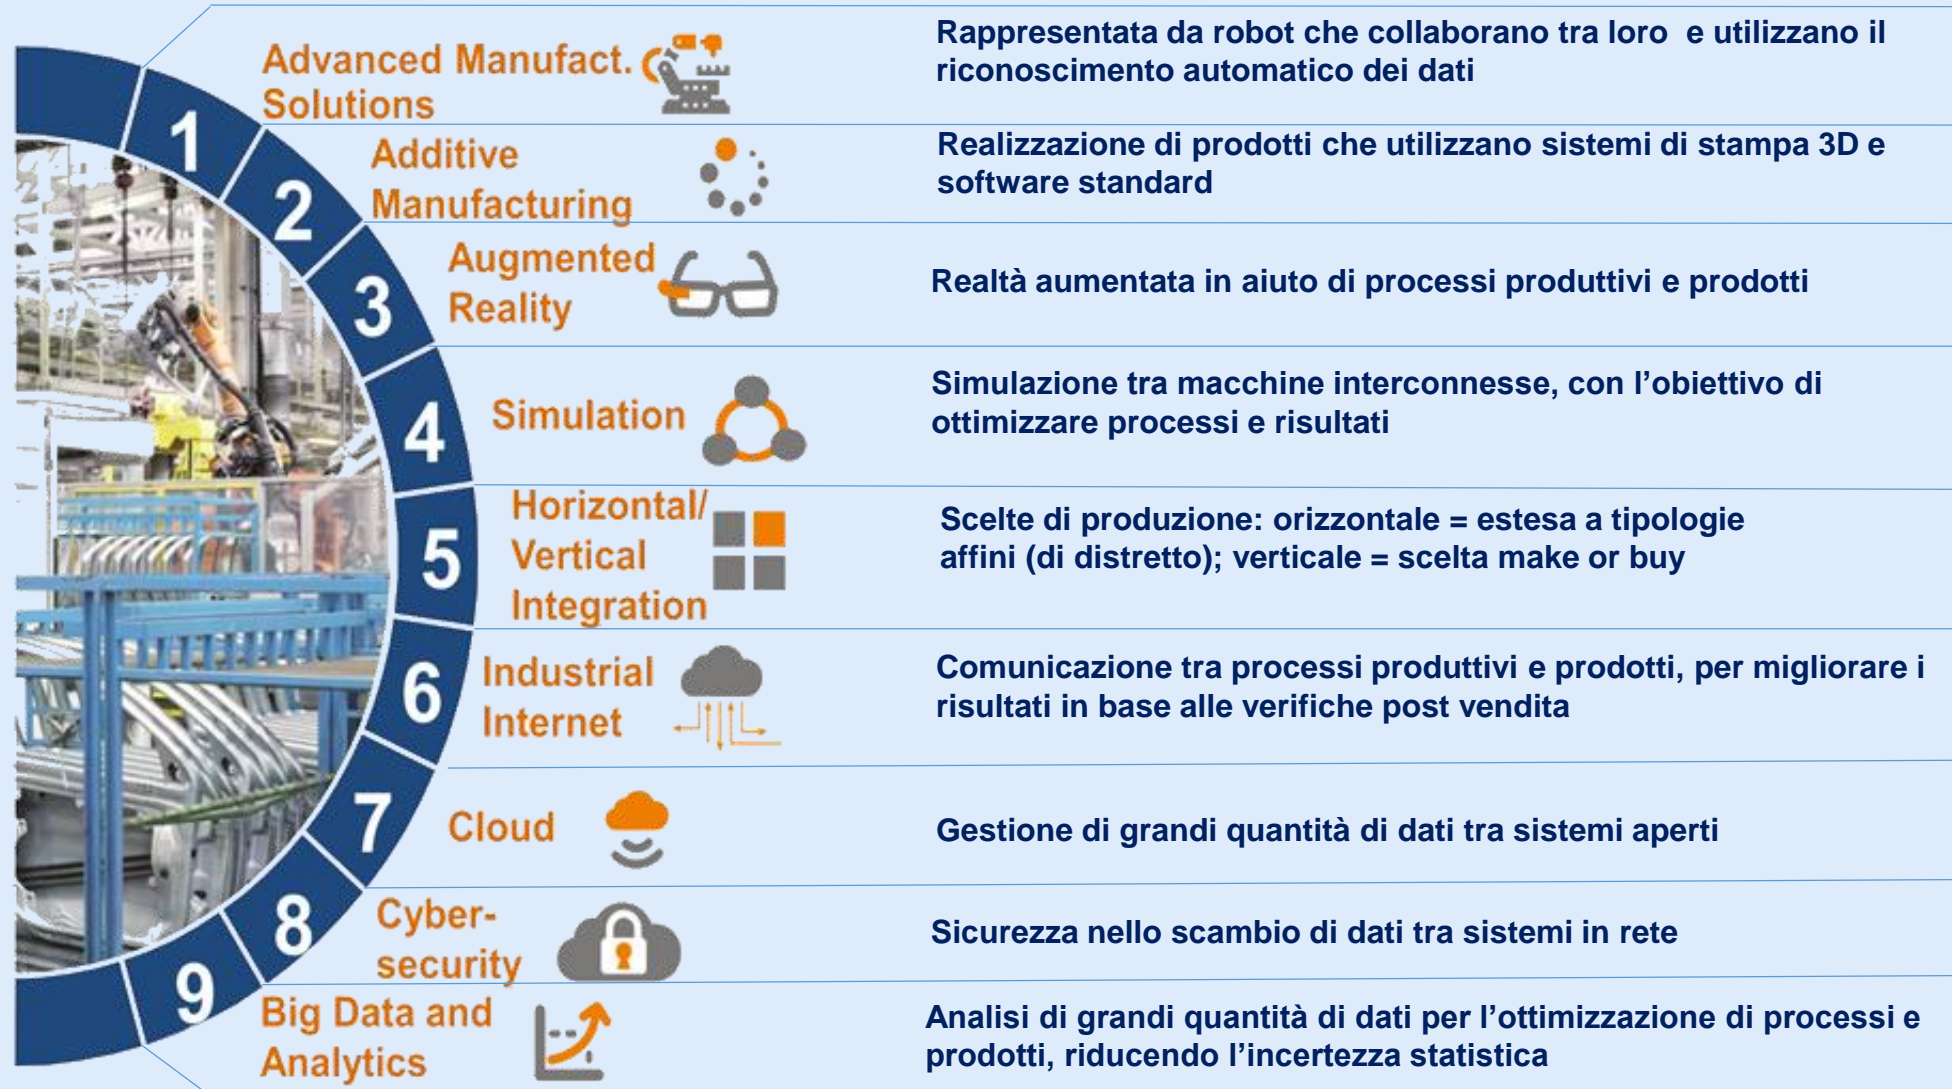 1
Advanced Manufact.
Solutions
Rappresentata da robot che collaborano tra loro e utilizzano il
riconoscimento automatico dei dati
2
Additive
Manufacturing
Realizzazione di prodotti che utilizzano sistemi di stampa 3D e
software standard
3
Augmented
Reality
Realtà aumentata in aiuto di processi produttivi e prodotti
4
Simulation
Simulazione tra macchine interconnesse, con l’obiettivo di
ottimizzare processi e risultati
5
Horizontal/
Vertical
Integration
Scelte di produzione: orizzontale = estesa a tipologie
affini (di distretto); verticale = scelta make or buy
6
Industrial
Internet
Comunicazione tra processi produttivi e prodotti, per migliorare i
risultati in base alle verifiche post vendita
7
Cloud
Gestione di grandi quantità di dati tra sistemi aperti
8
Cyber-
security
Sicurezza nello scambio di dati tra sistemi in rete
9
Big Data and
Analytics
Analisi di grandi quantità di dati per l’ottimizzazione di processi e
prodotti, riducendo l’incertezza statistica